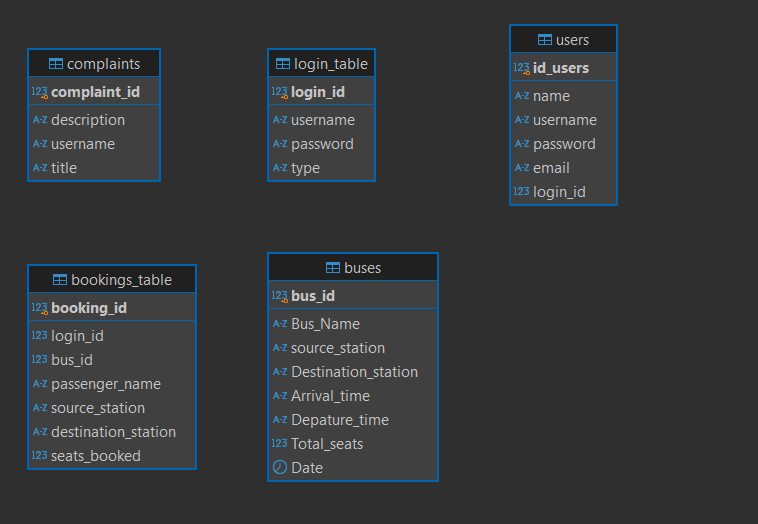 complaints
123 complaint_id
A-Z description
A-Z username
A-Z title
login_table
123 login_id
A-Z username
A-Z password
A-Z type
users
123 id_users
A-Z name
A-Z username
A-Z password
A-Z email
123 login_id
bookings_table
123 booking_id
123 login_id
123 bus_id
A-Z passenger_name
A-Z source_station
A-Z destination_station
123 seats_booked
buses
123 bus_id
A-Z Bus_Name
A-Z source_station
A-Z Destination_station
A-Z Arrival_time
A-Z Depature_time
123 Total_seats
Date